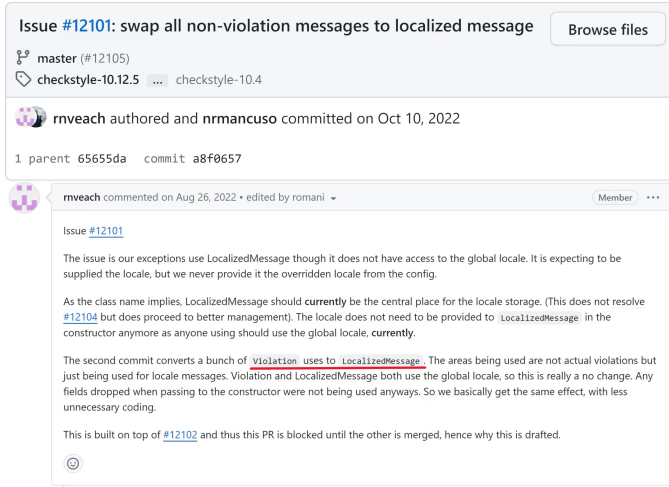 Issue #12101: swap all non-violation messages to localized message
Browse files
master (#12105)
checkstyle-10.12.5 ... checkstyle-10.4
rnveach authored and nrmancuso committed on Oct 10, 2022
1 parent 65655da commit a8f0657
rnveach commented on Aug 26, 2022 • edited by romani
Member ...
Issue #12101
The issue is our exceptions use LocalizedMessage though it does not have access to the global locale. It is expecting to be
supplied the locale, but we never provide it the overridden locale from the config.
As the class name implies, LocalizedMessage should currently be the central place for the locale storage. (This does not resolve
#12104 but does proceed to better management). The locale does not need to be provided to LocalizedMessage in the
constructor anymore as anyone using should use the global locale, currently.
The second commit converts a bunch of Violation uses to LocalizedMessage. The areas being used are not actual violations but
just being used for locale messages. Violation and LocalizedMessage both use the global locale, so this is really a no change. Any
fields dropped when passing to the constructor were not being used anyways. So we basically get the same effect, with less
unnecessary coding.
This is built on top of #12102 and thus this PR is blocked until the other is merged, hence why this is drafted.